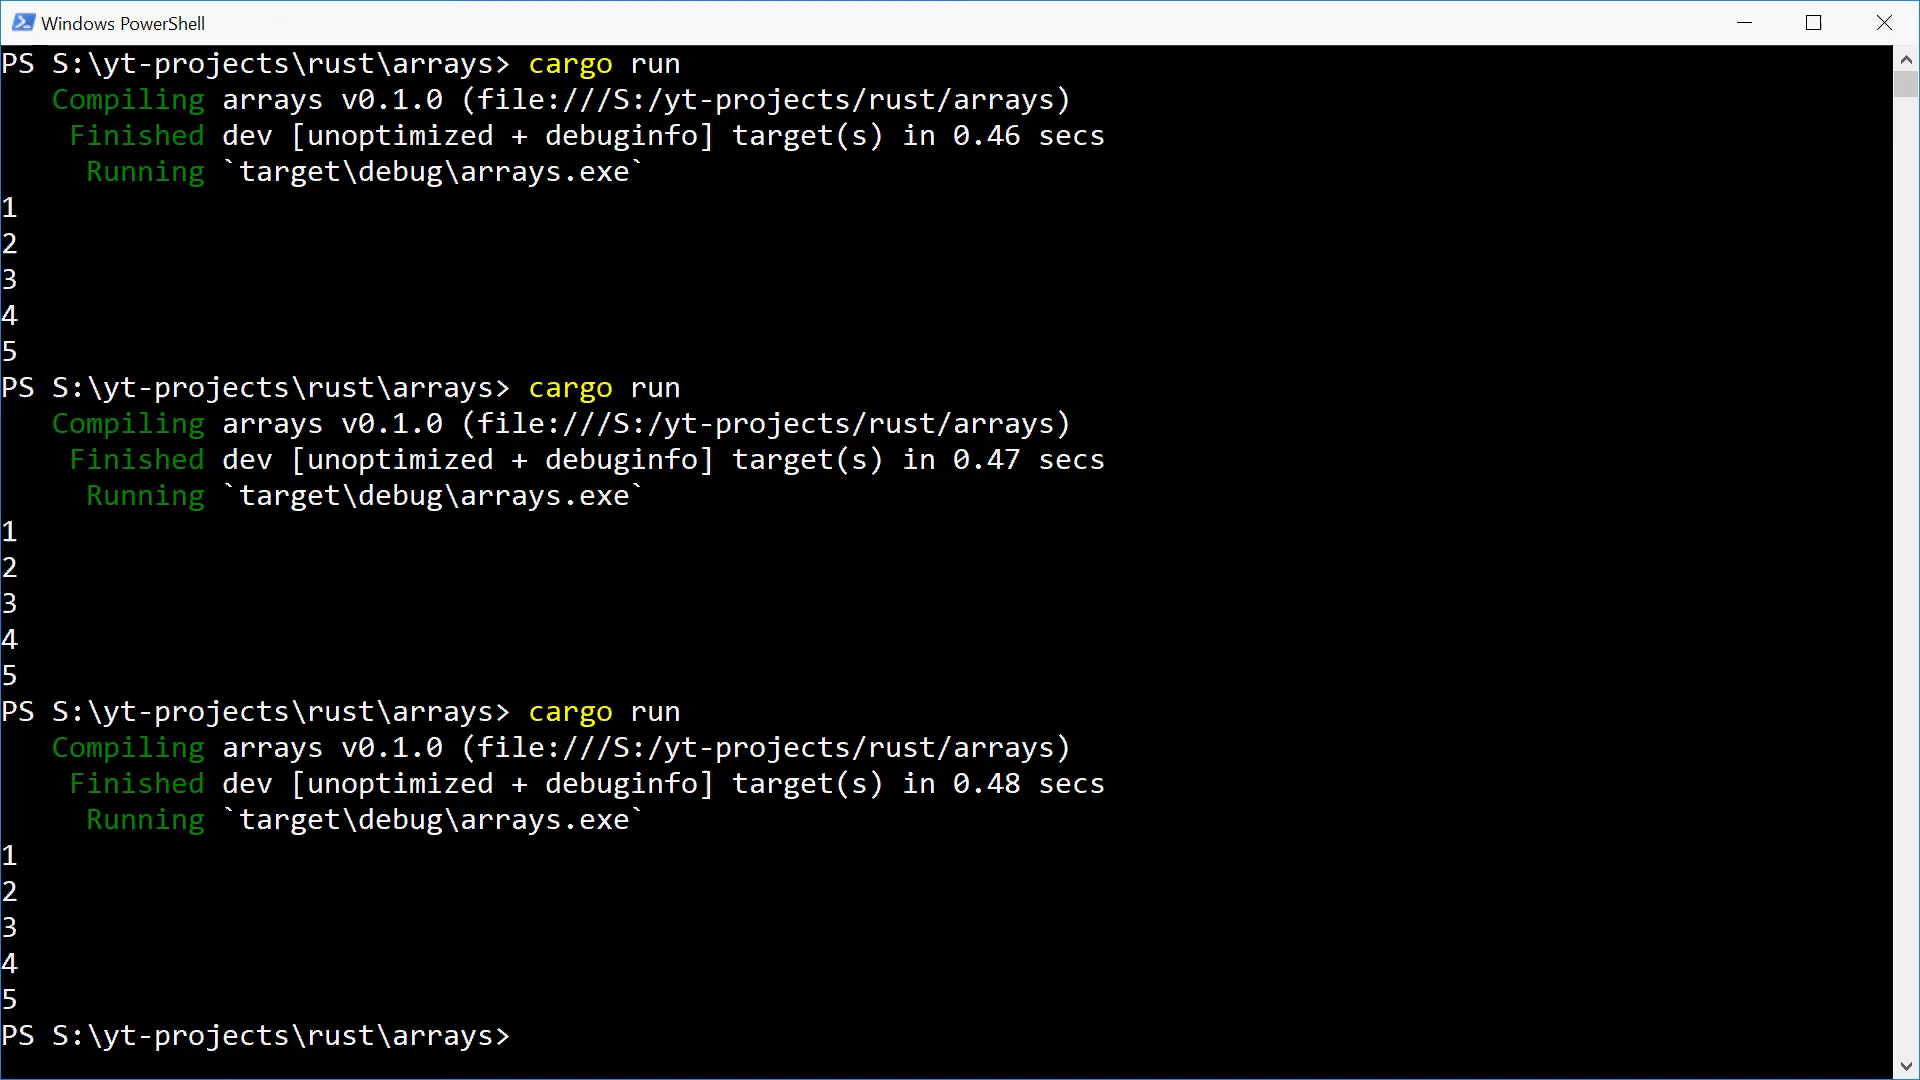 Windows PowerShell
PS S:\yt-projects\rust\arrays> cargo run
   Compiling arrays v0.1.0 (file:///S:/yt-projects/rust/arrays)
    Finished dev [unoptimized + debuginfo] target(s) in 0.46 secs
     Running `target\debug\arrays.exe`
1
2
3
4
5
PS S:\yt-projects\rust\arrays> cargo run
   Compiling arrays v0.1.0 (file:///S:/yt-projects/rust/arrays)
    Finished dev [unoptimized + debuginfo] target(s) in 0.47 secs
     Running `target\debug\arrays.exe`
1
2
3
4
5
PS S:\yt-projects\rust\arrays> cargo run
   Compiling arrays v0.1.0 (file:///S:/yt-projects/rust/arrays)
    Finished dev [unoptimized + debuginfo] target(s) in 0.48 secs
     Running `target\debug\arrays.exe`
1
2
3
4
5
PS S:\yt-projects\rust\arrays>